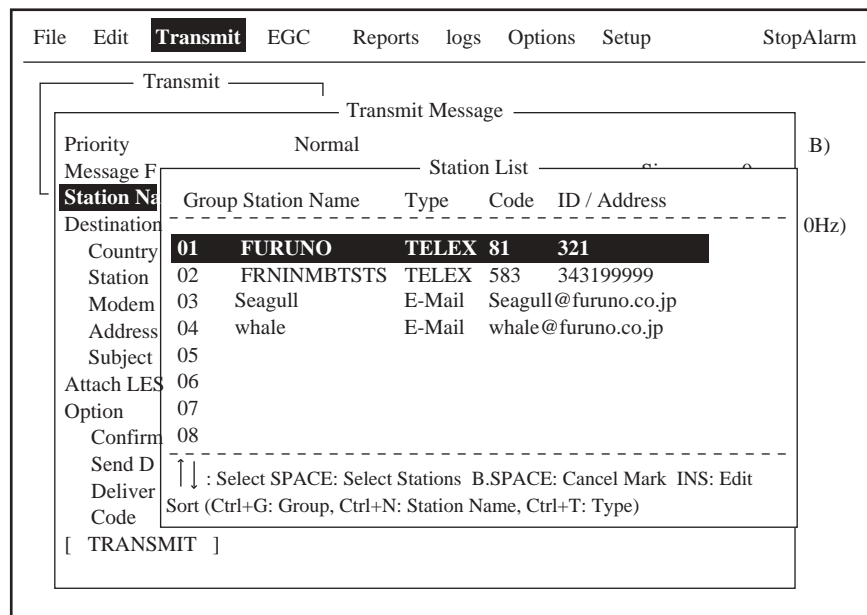 File Edit Transmit EGC Reports logs Options Setup StopAlarm
Transmit
Transmit Message
Priority Normal B)
Message F
Station List
Station Na
Group Station Name Type Code ID / Address
Destination
0Hz)
Country
01 FURUNO TELEX 81 321
Station
02 FRNINMBTSTS TELEX 583 343199999
Modem
03 Seagull E-Mail Seagull@furuno.co.jp
Address
04 whale E-Mail whale@furuno.co.jp
Subject
05
Attach LES
06
Option
07
Confirm
08
Send D
↑↓ : Select SPACE: Select Stations B.SPACE: Cancel Mark INS: Edit
Deliver
Sort (Ctrl+G: Group, Ctrl+N: Station Name, Ctrl+T: Type)
Code
[ TRANSMIT ]